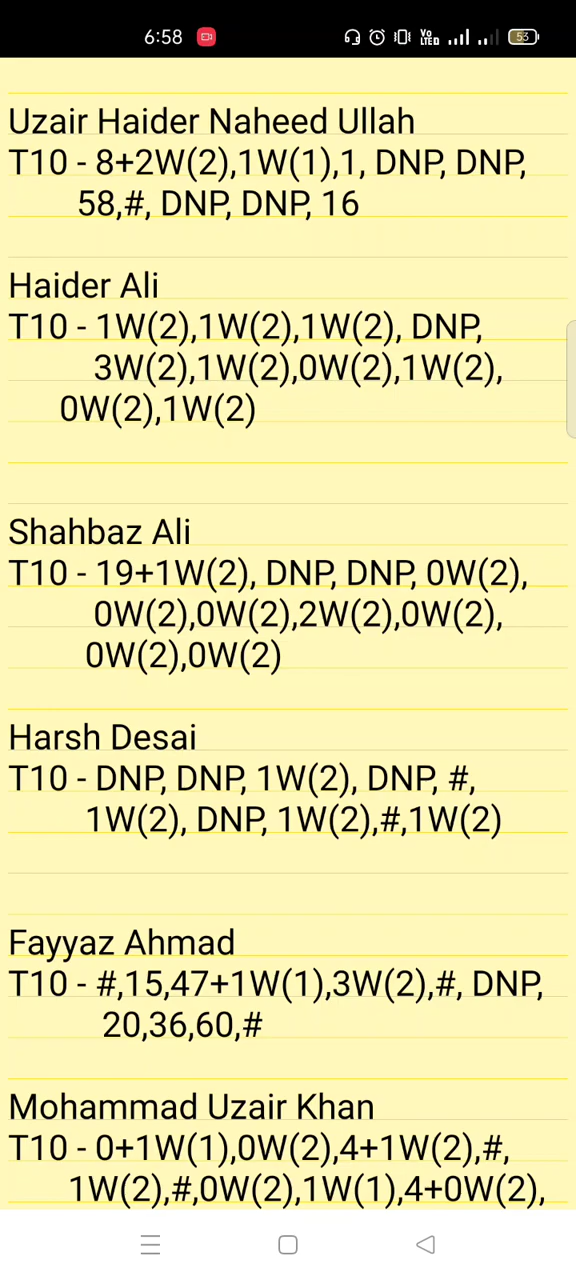 6:58
Vo LTED
53
Uzair Haider Naheed Ullah
T10 - 8+2W(2),1W(1),1, DNP, DNP,
58,#, DNP, DNP, 16
Haider Ali
T10 - 1W(2),1W(2),1W(2), DNP,
3W(2),1W(2),0W(2),1W(2),
0W(2),1W(2)
Shahbaz Ali
T10 - 19+1W(2), DNP, DNP, 0W(2),
0W(2),0W(2),2W(2),0W(2),
0W(2),0W(2)
Harsh Desai
T10 - DNP, DNP, 1W(2), DNP, #,
1W(2), DNP, 1W(2),#,1W(2)
Fayyaz Ahmad
T10 - #,15,47+1W(1),3W(2),#, DNP,
20,36,60,#
Mohammad Uzair Khan
T10 - 0+1W(1),0W(2),4+1W(2),#,
1W(2),#,0W(2),1W(1),4+0W(2),